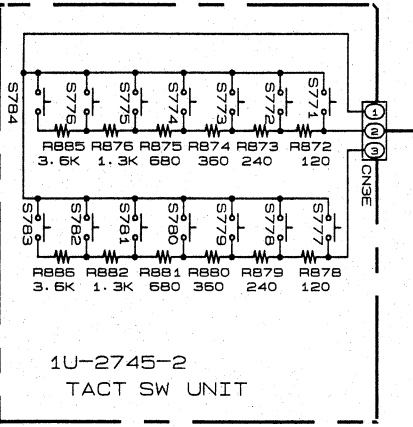 S784 S776 S775 S774 S773 S772 S771
1
2
3
R885 R876 R875 R874 R873 R872
3.6K 1.3K 680 360 240 120
CN3E
S783 S782 S781 S780 S779 S778 S777
R886 R882 R881 R880 R879 R878
3.6K 1.3K 680 360 240 120
1U-2745-2
TACT SW UNIT